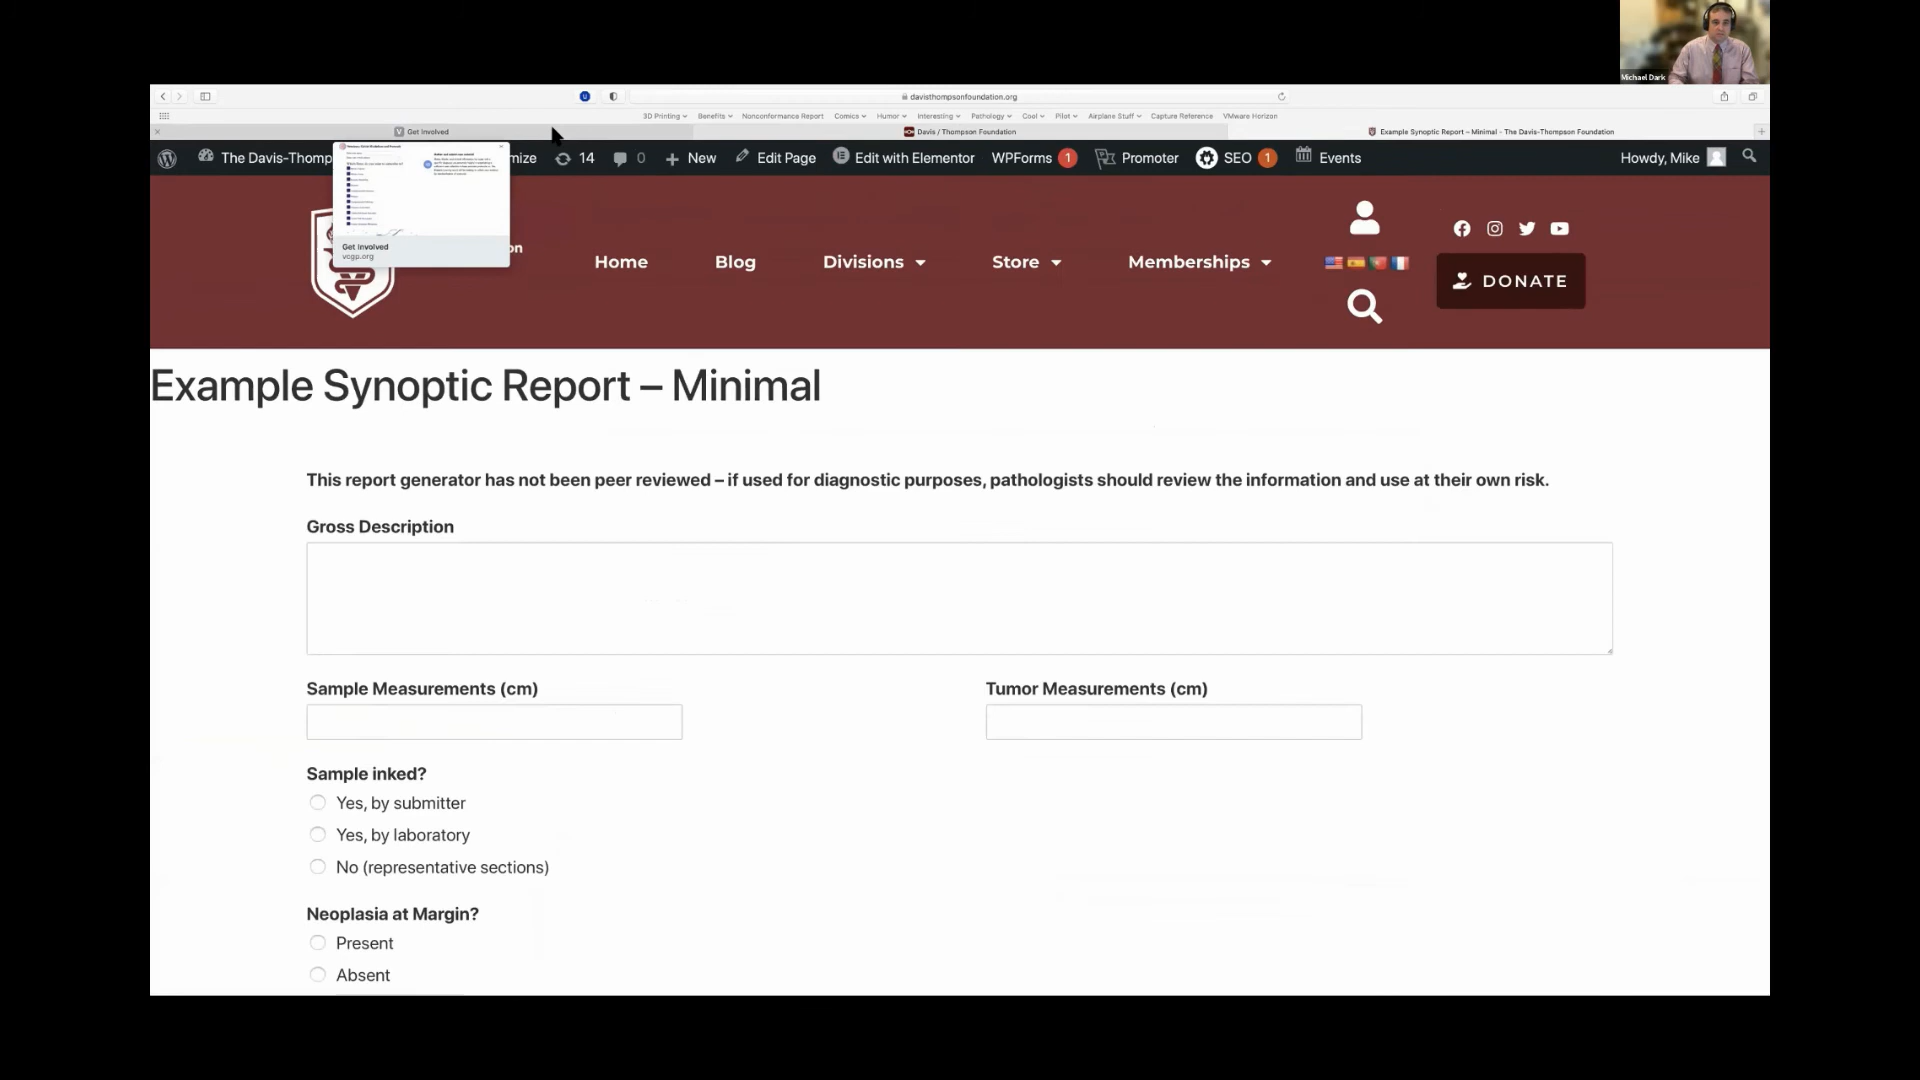 Michael Dark
davisthompsonfoundation.org
3D Printing Benefits Nonconformance Report Comics Humor Interesting Pathology Cool Pilot Airplane Stuff Capture Reference VMware Horizon
Get Involved
Davis / Thompson Foundation
Example Synoptic Report – Minimal - The Davis-Thompson Foundation
The Davis-Thomp
mize 14 0 New Edit Page Edit with Elementor WPForms 1 Promoter SEO 1 Events Howdy, Mike
Get Involved
vcgp.org
on
Home Blog Divisions Store Memberships
DONATE
Example Synoptic Report – Minimal
This report generator has not been peer reviewed – if used for diagnostic purposes, pathologists should review the information and use at their own risk.
Gross Description
Sample Measurements (cm)
Tumor Measurements (cm)
Sample inked?
Yes, by submitter
Yes, by laboratory
No (representative sections)
Neoplasia at Margin?
Present
Absent